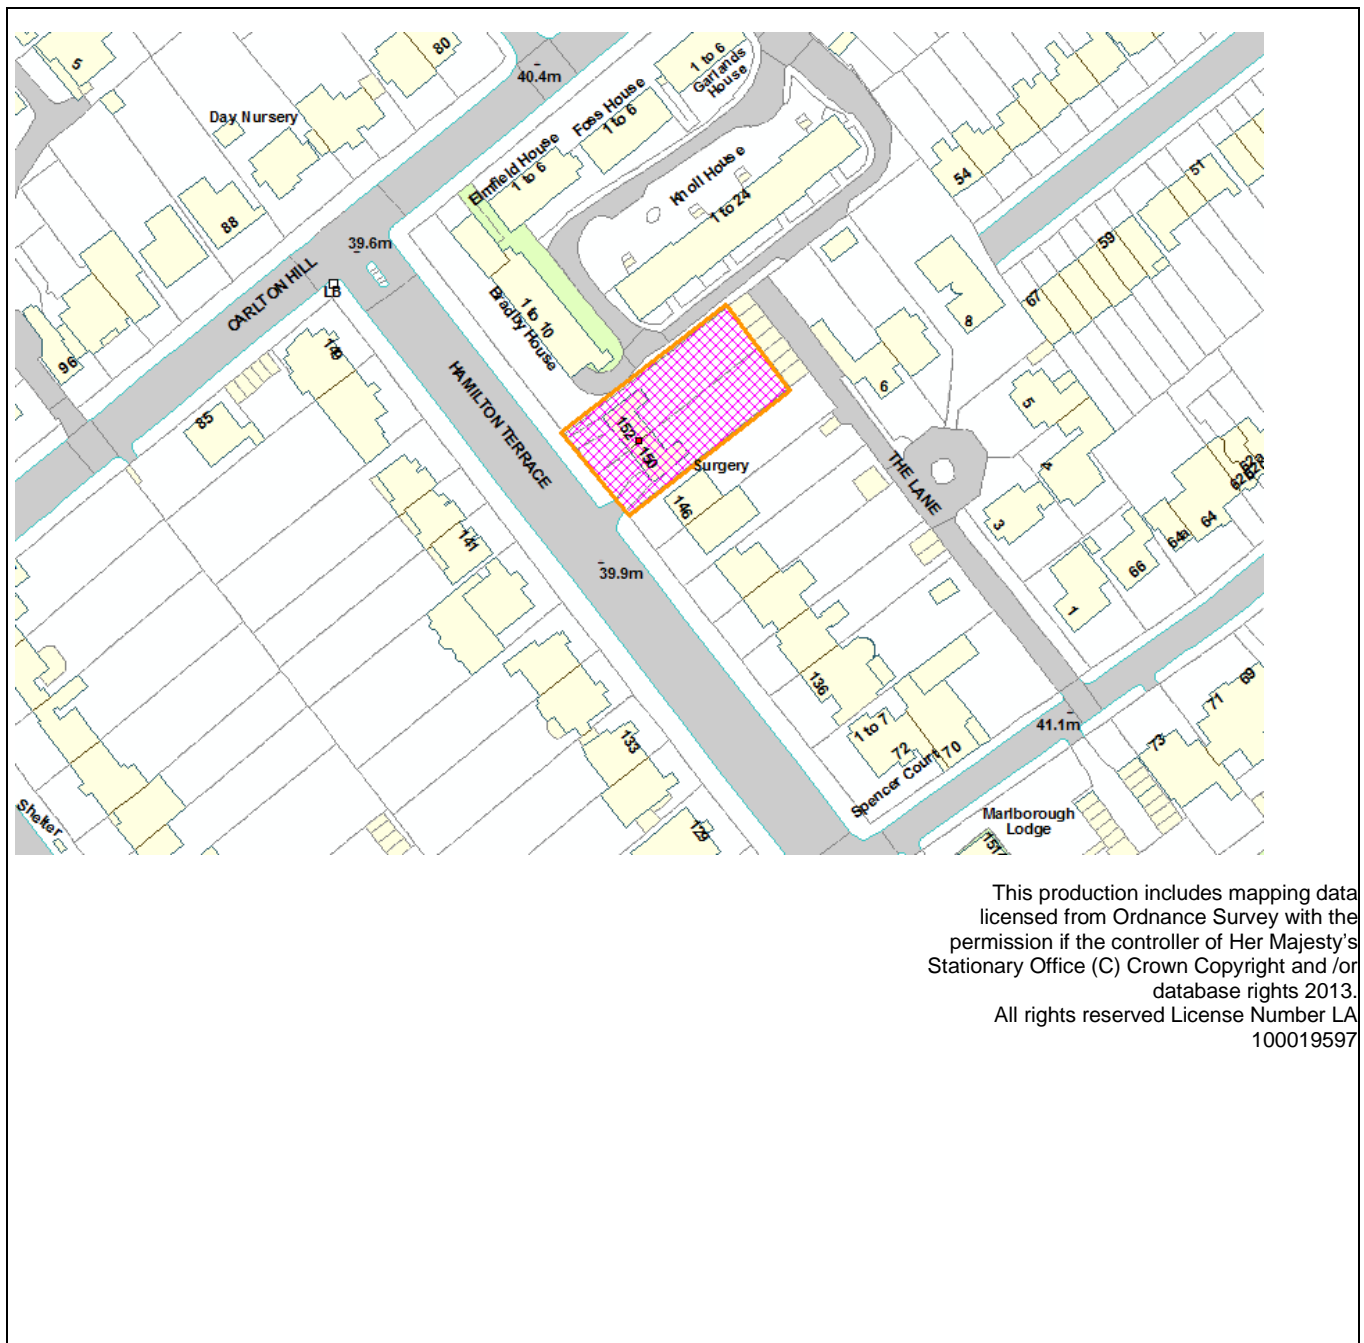 5
80
40.4m
1 to 6
Garlands
House
Day Nursery
Foss House
1 to 6
Elmfield House
1 to 6
Knoll House
1 to 24
54
51
88
39.6m
59
CARLTON HILL
LB
1 to 10
Bradby House
67
8
96
149
HAMILTON TERRACE
6
5
85
152
150
Surgery
THE LANE
4
62a
146
3
64
64a
141
66
39.9m
1
136
69
71
1 to 7
72
70
41.1m
73
133
Spencer Court
Shelter
129
Marlborough
Lodge
This production includes mapping data
licensed from Ordnance Survey with the
permission if the controller of Her Majesty's
Stationary Office (C) Crown Copyright and /or
database rights 2013.
All rights reserved License Number LA
100019597